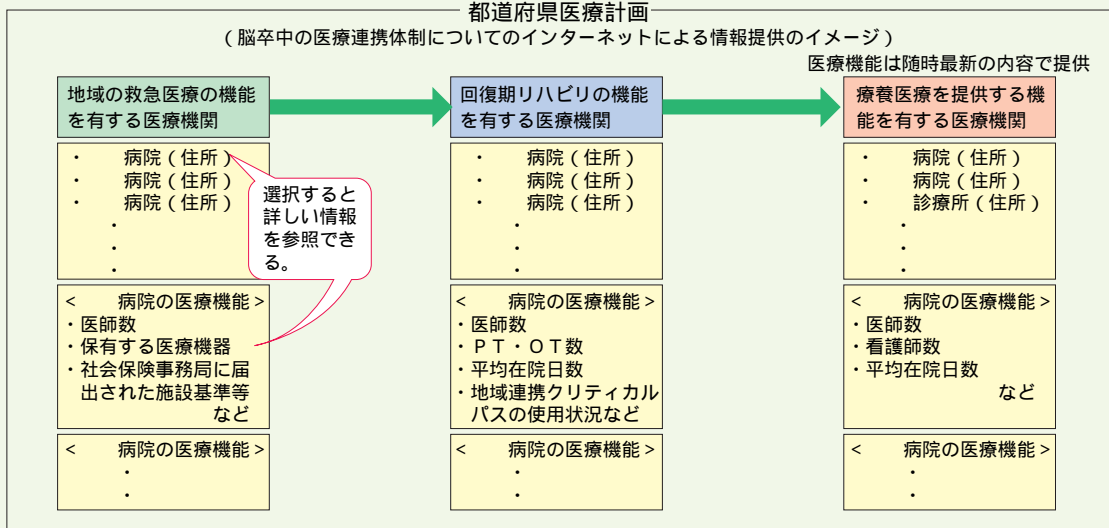 都道府県医療計画
(脳卒中の医療連携体制についてのインターネットによる情報提供のイメージ)
医療機能は随時最新の内容で提供
地域の救急医療の機能
を有する医療機関
・ 病院(住所)
・ 病院(住所)
・ 病院(住所)
・
・
・
選択すると
詳しい情報
を参照でき
る。
< 病院の医療機能>
・医師数
・保有する医療機器
・社会保険事務局に届
出された施設基準等
など
< 病院の医療機能>
・
・
回復期リハビリの機能
を有する医療機関
・ 病院(住所)
・ 病院(住所)
・ 病院(住所)
・
・
・
< 病院の医療機能>
・医師数
・PT・OT数
・平均在院日数
・地域連携クリティカル
パスの使用状況など
< 病院の医療機能>
・
・
療養医療を提供する機
能を有する医療機関
・ 病院(住所)
・ 病院(住所)
・ 診療所(住所)
・
・
・
< 病院の医療機能>
・医師数
・看護師数
・平均在院日数
など
< 病院の医療機能>
・
・